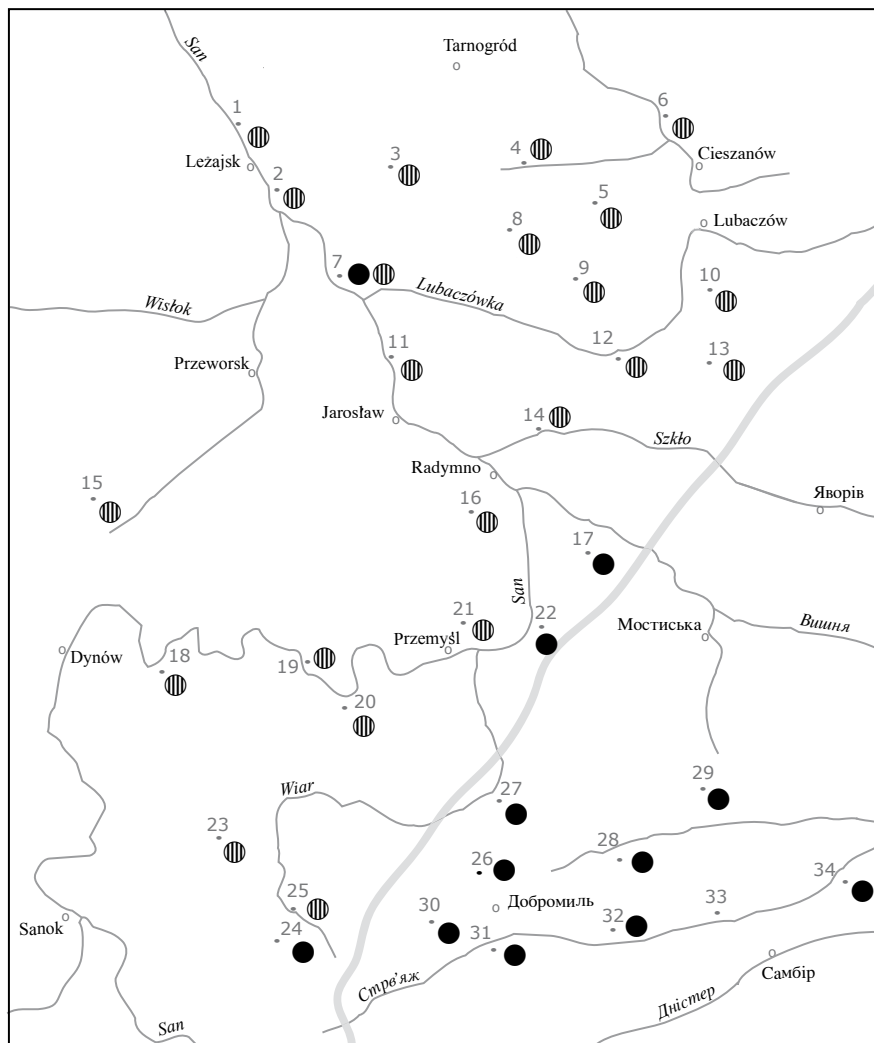 San
Tarnogród
1
6
Leżajsk
3
4
Cieszanów
2
5
Lubaczów
8
7
Lubaczówka
9
10
Wisłok
11
12
13
Przeworsk
Jarosław
14
Szkło
Radymno
15
16
Яворів
17
San
21
22
Мостиська
Вишня
Dynów
Przemyśl
18
19
20
Wiar
27
29
23
28
26
34
25
30
Добромиль
33
Sanok
24
31
32
Стрв'яж
Самбір
Дністер
San